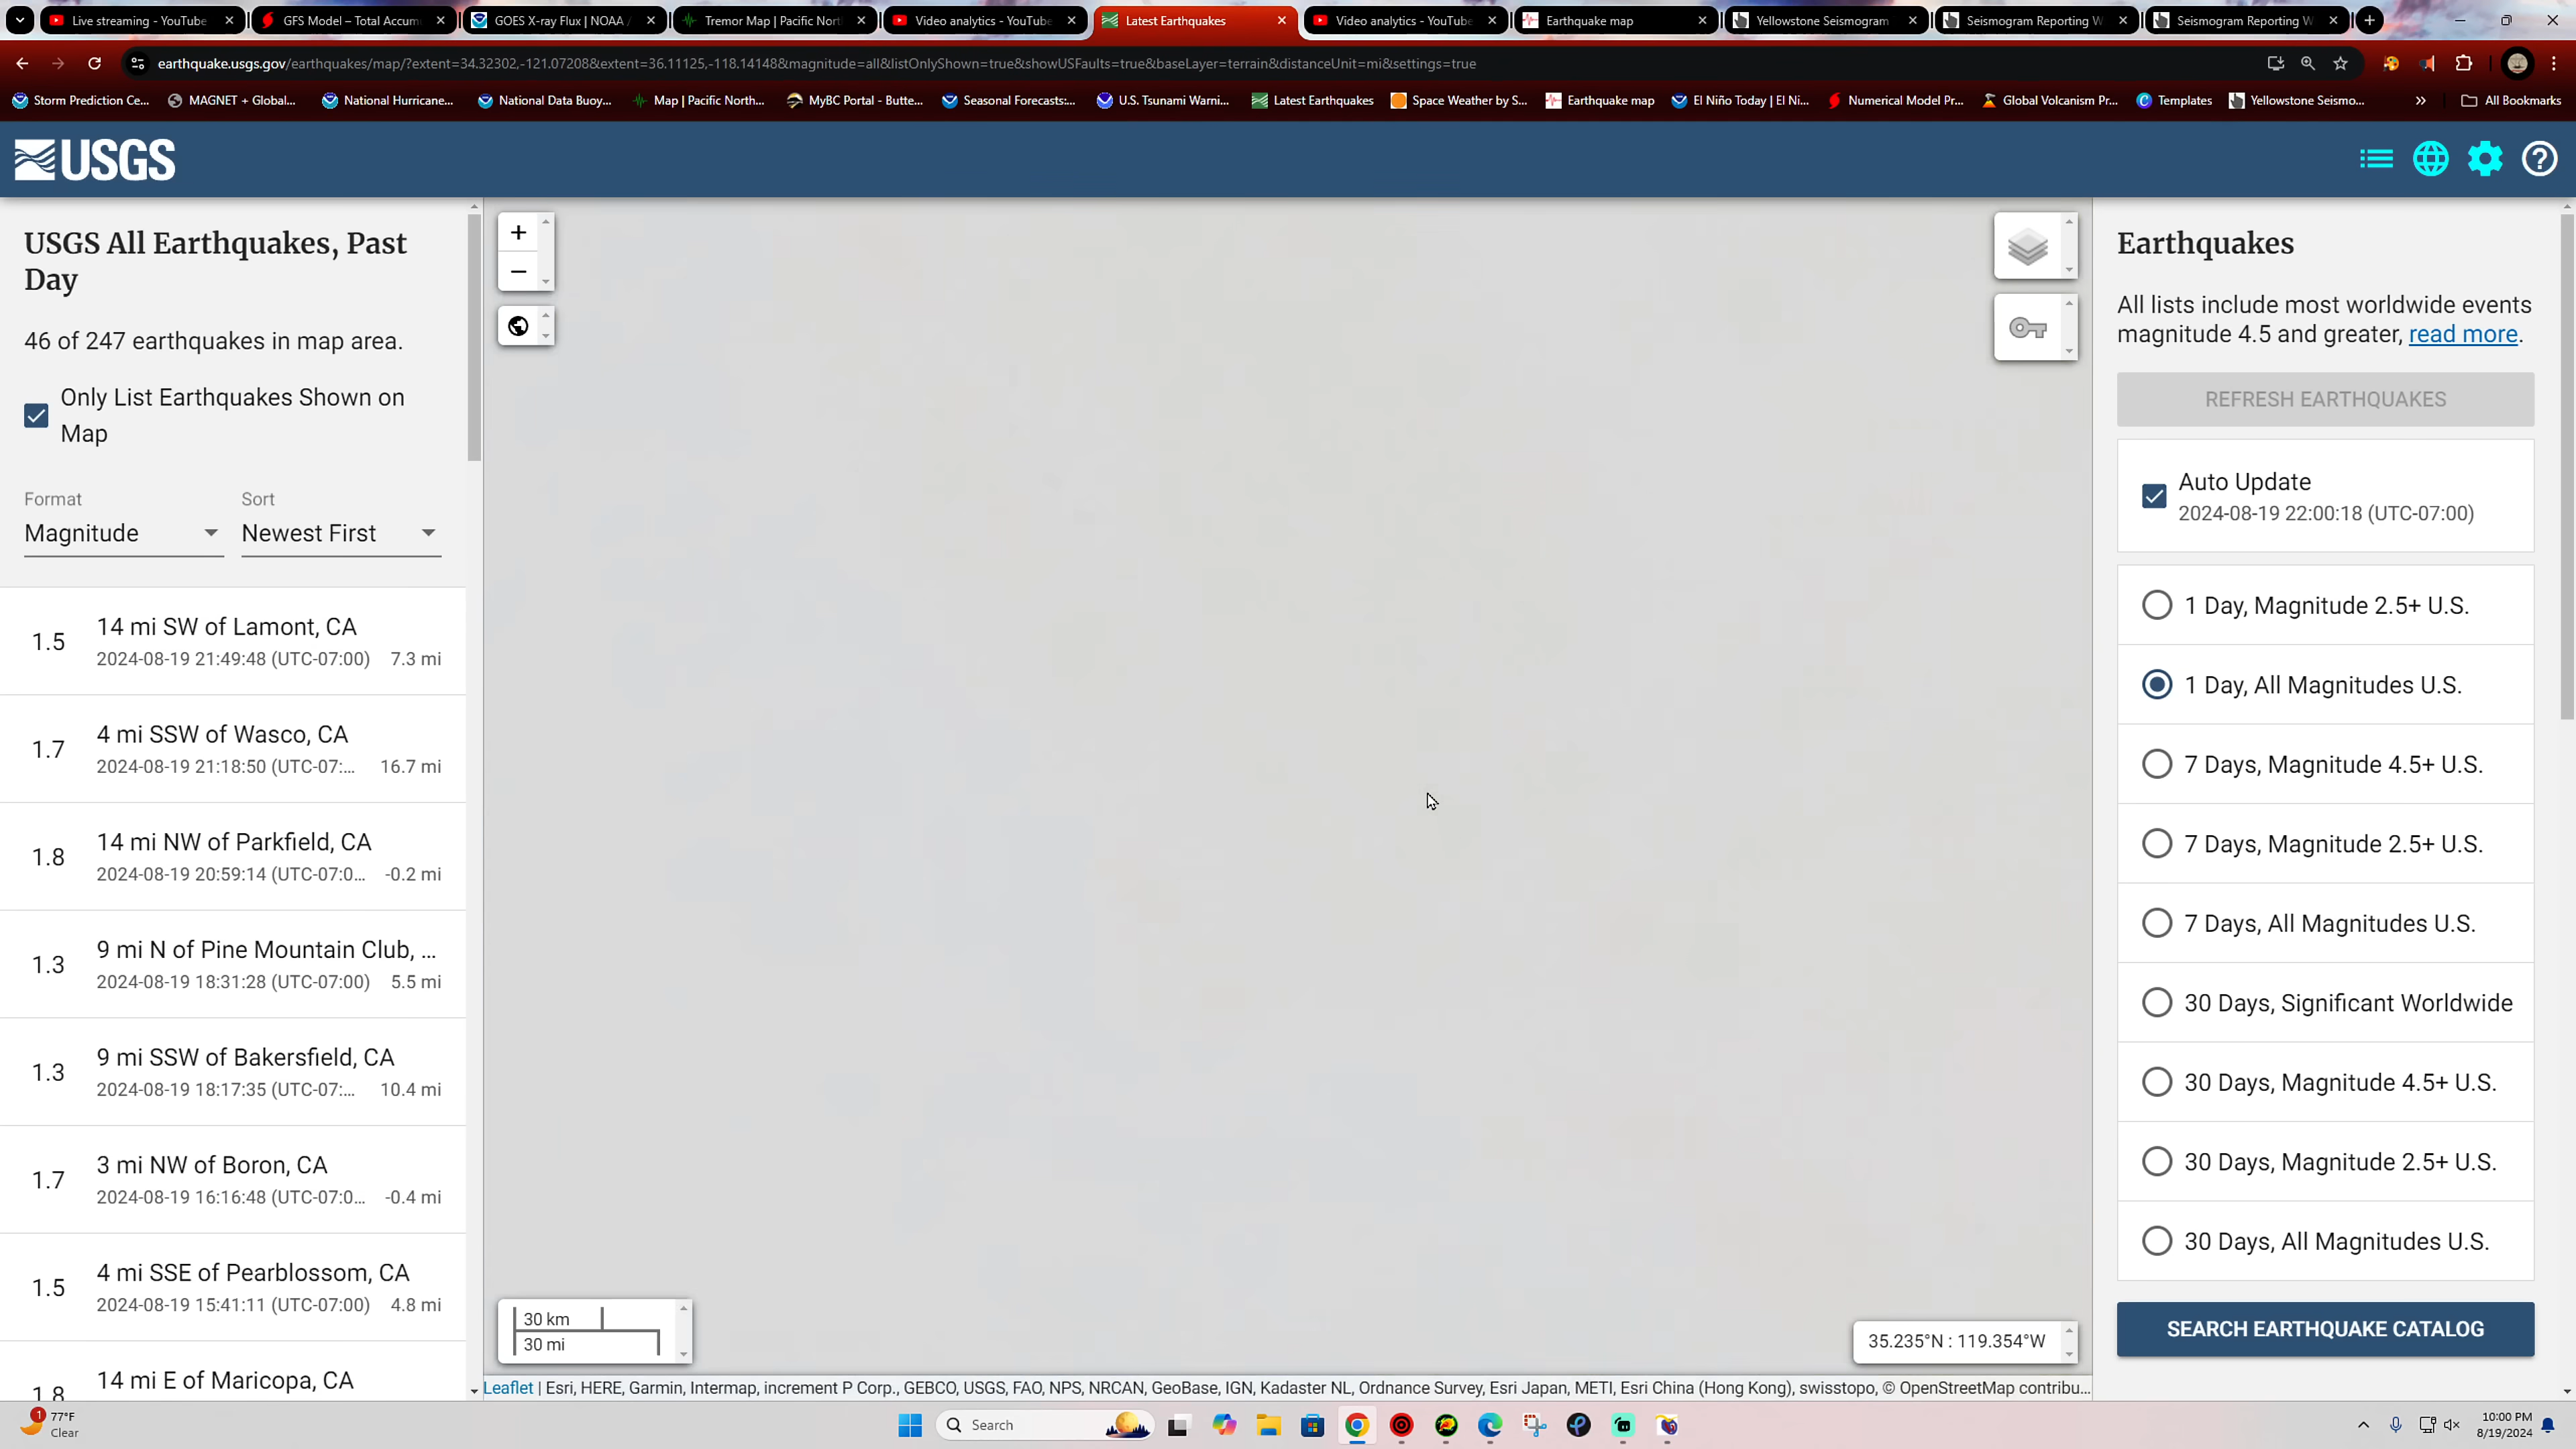 Live streaming - YouTube
GFS Model – Total Accum
GOES X-ray Flux | NOAA /
Tremor Map | Pacific Nort
Video analytics - YouTube
Latest Earthquakes
Video analytics - YouTube
Earthquake map
Yellowstone Seismogram
Seismogram Reporting W
Seismogram Reporting W
earthquake.usgs.gov/earthquakes/map/?extent=34.32302,-121.07208&extent=36.11125,-118.14148&magnitude=all&listOnlyShown=true&showUSFaults=true&baseLayer=terrain&distanceUnit=mi&settings=true
Storm Prediction Ce...
MAGNET + Global...
National Hurricane...
National Data Buoy...
Map | Pacific North...
MyBC Portal - Butte...
Seasonal Forecasts:...
U.S. Tsunami Warni...
Latest Earthquakes
Space Weather by S...
Earthquake map
El Niño Today | El Ni...
Numerical Model Pr...
Global Volcanism Pr...
Templates
Yellowstone Seismo...
»
All Bookmarks
USGS
USGS All Earthquakes, Past
Day
46 of 247 earthquakes in map area.
Only List Earthquakes Shown on
Map
Format
Magnitude
Sort
Newest First
1.5
14 mi SW of Lamont, CA
2024-08-19 21:49:48 (UTC-07:00) 7.3 mi
1.7
4 mi SSW of Wasco, CA
2024-08-19 21:18:50 (UTC-07:... 16.7 mi
1.8
14 mi NW of Parkfield, CA
2024-08-19 20:59:14 (UTC-07:0... -0.2 mi
1.3
9 mi N of Pine Mountain Club, ...
2024-08-19 18:31:28 (UTC-07:00) 5.5 mi
1.3
9 mi SSW of Bakersfield, CA
2024-08-19 18:17:35 (UTC-07:... 10.4 mi
1.7
3 mi NW of Boron, CA
2024-08-19 16:16:48 (UTC-07:0... -0.4 mi
1.5
4 mi SSE of Pearblossom, CA
2024-08-19 15:41:11 (UTC-07:00) 4.8 mi
1.8
14 mi E of Maricopa, CA
+
−
30 km
30 mi
35.235°N : 119.354°W
Leaflet | Esri, HERE, Garmin, Intermap, increment P Corp., GEBCO, USGS, FAO, NPS, NRCAN, GeoBase, IGN, Kadaster NL, Ordnance Survey, Esri Japan, METI, Esri China (Hong Kong), swisstopo, © OpenStreetMap contribu...
Earthquakes
All lists include most worldwide events
magnitude 4.5 and greater, read more.
REFRESH EARTHQUAKES
Auto Update
2024-08-19 22:00:18 (UTC-07:00)
1 Day, Magnitude 2.5+ U.S.
1 Day, All Magnitudes U.S.
7 Days, Magnitude 4.5+ U.S.
7 Days, Magnitude 2.5+ U.S.
7 Days, All Magnitudes U.S.
30 Days, Significant Worldwide
30 Days, Magnitude 4.5+ U.S.
30 Days, Magnitude 2.5+ U.S.
30 Days, All Magnitudes U.S.
SEARCH EARTHQUAKE CATALOG
1
77°F
Clear
Search
10:00 PM
8/19/2024